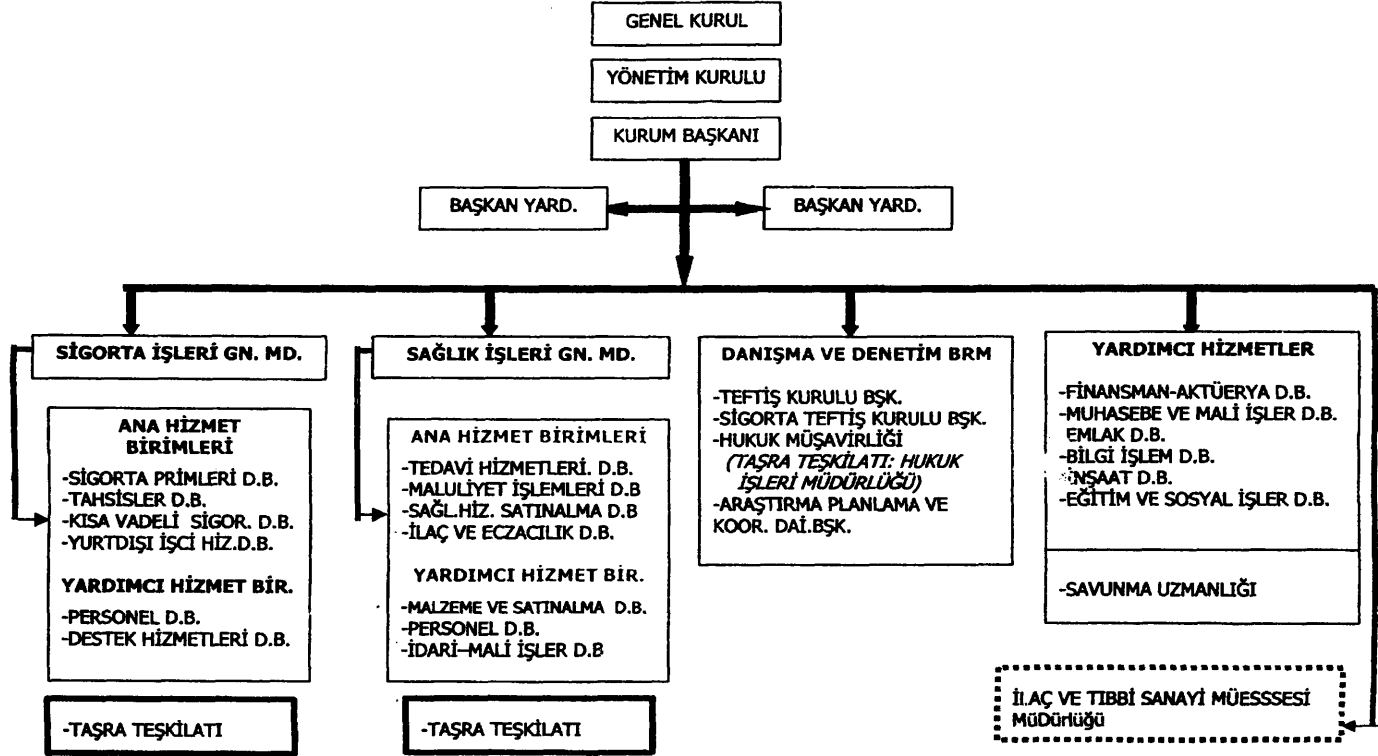 GENEL KURUL
YÖNETİM KURULU
KURUM BAŞKANI
BAŞKAN YARD.
BAŞKAN YARD.
SİGORTA İŞLERİ GN. MD.
ANA HİZMET
BİRİMLERİ
-SİGORTA PRİMLERİ D.B.
-TAHSİSLER D.B.
-KISA VADELİ SİGOR. D.B.
-YURTDIŞI İŞCİ HİZ.D.B.
YARDIMCI HİZMET BİR.
-PERSONEL D.B.
-DESTEK HİZMETLERİ D.B.
-TAŞRA TEŞKİLATI
SAĞLIK İŞLERİ GN. MD.
ANA HİZMET BİRİMLERİ
-TEDAVİ HİZMETLERİ. D.B.
-MALULİYET İŞLEMLERİ D.B
-SAĞL.HİZ. SATINALMA D.B
-İLAÇ VE ECZACILIK D.B.
YARDIMCI HİZMET BİR.
-MALZEME VE SATINALMA D.B.
-PERSONEL D.B.
-İDARİ–MALİ İŞLER D.B
-TAŞRA TEŞKİLATI
DANIŞMA VE DENETİM BRM
-TEFTİŞ KURULU BŞK.
-SİGORTA TEFTİŞ KURULU BŞK.
-HUKUK MÜŞAVİRLİĞİ
(TAŞRA TEŞKİLATI: HUKUK
İŞLERİ MÜDÜRLÜĞÜ)
-ARAŞTIRMA PLANLAMA VE
KOOR. DAİ.BŞK.
YARDIMCI HİZMETLER
-FİNANSMAN-AKTÜERYA D.B.
-MUHASEBE VE MALİ İŞLER D.B.
EMLAK D.B.
-BİLGİ İŞLEM D.B.
İNŞAAT D.B.
-EĞİTİM VE SOSYAL İŞLER D.B.
-SAVUNMA UZMANLIĞI
İLAÇ VE TIBBİ SANAYİ MÜESSSESİ
MüDürlüğü